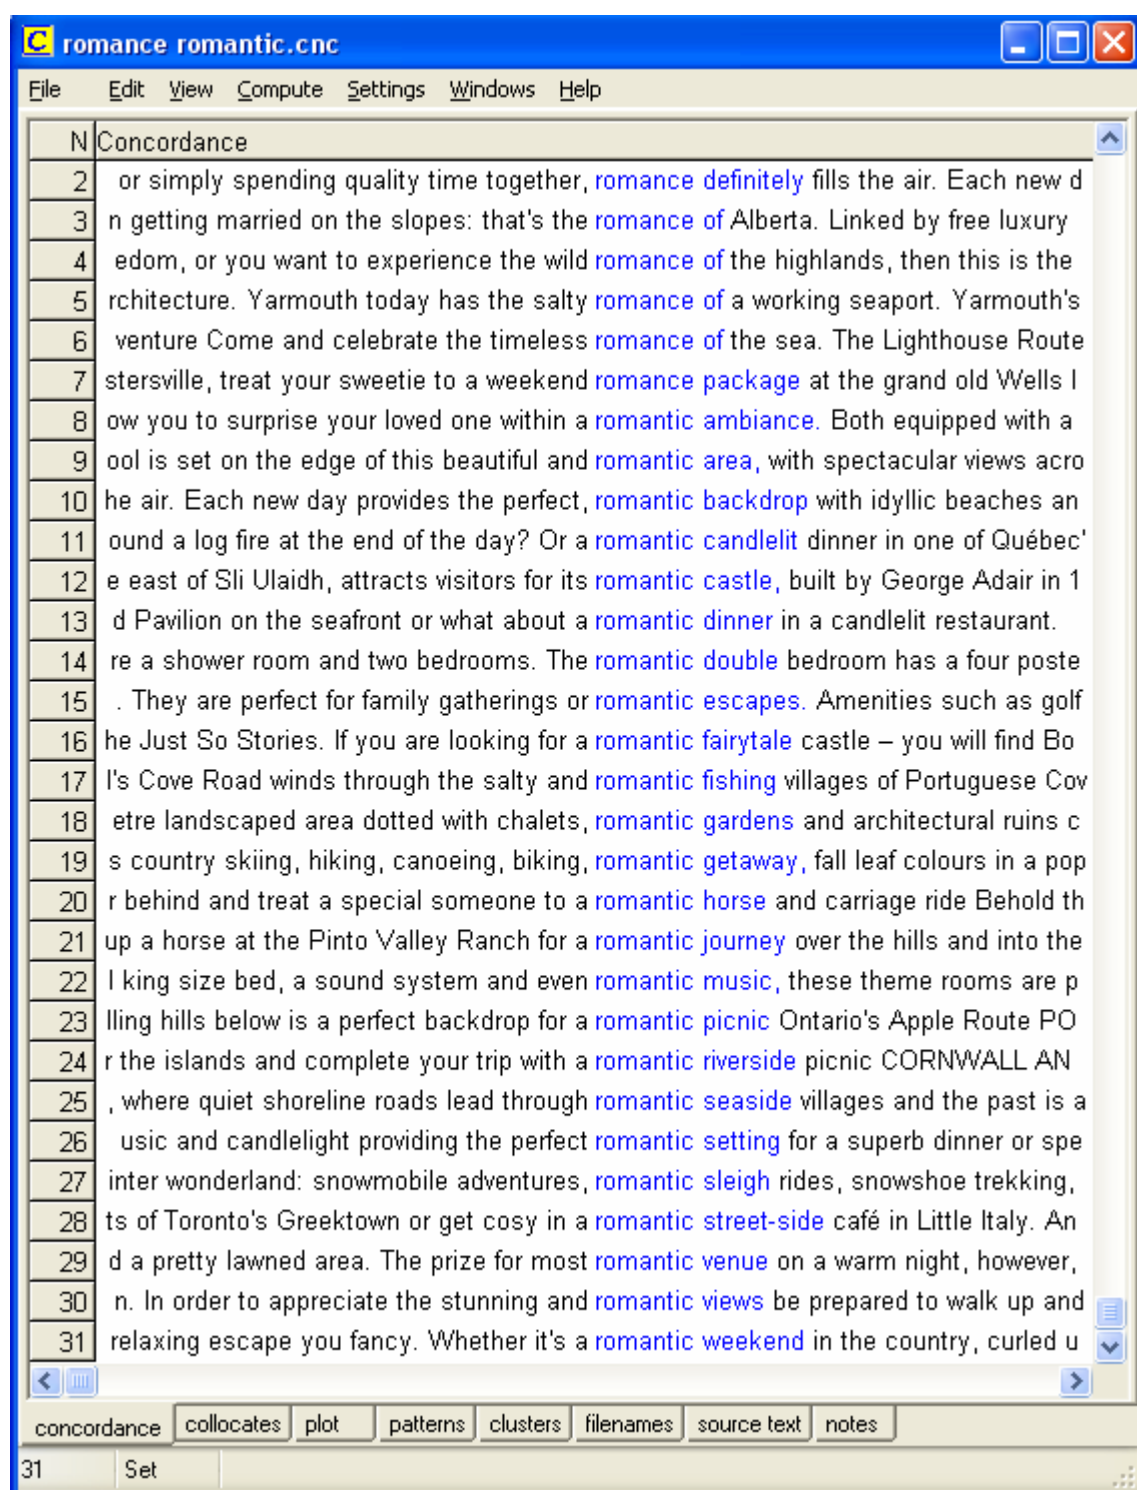 C romance romantic.cnc
File Edit View Compute Settings Windows Help
N Concordance
2 or simply spending quality time together, romance definitely fills the air. Each new d
3 n getting married on the slopes: that's the romance of Alberta. Linked by free luxury
4 edom, or you want to experience the wild romance of the highlands, then this is the
5 rchitecture. Yarmouth today has the salty romance of a working seaport. Yarmouth's
6 venture Come and celebrate the timeless romance of the sea. The Lighthouse Route
7 stersville, treat your sweetie to a weekend romance package at the grand old Wells I
8 ow you to surprise your loved one within a romantic ambiance. Both equipped with a
9 ool is set on the edge of this beautiful and romantic area, with spectacular views acro
10 he air. Each new day provides the perfect, romantic backdrop with idyllic beaches an
11 ound a log fire at the end of the day? Or a romantic candlelit dinner in one of Québec'
12 e east of Sli Ulaidh, attracts visitors for its romantic castle, built by George Adair in 1
13 d Pavilion on the seafront or what about a romantic dinner in a candlelit restaurant.
14 re a shower room and two bedrooms. The romantic double bedroom has a four poste
15 . They are perfect for family gatherings or romantic escapes. Amenities such as golf
16 he Just So Stories. If you are looking for a romantic fairytale castle – you will find Bo
17 l's Cove Road winds through the salty and romantic fishing villages of Portuguese Cov
18 etre landscaped area dotted with chalets, romantic gardens and architectural ruins c
19 s country skiing, hiking, canoeing, biking, romantic getaway, fall leaf colours in a pop
20 r behind and treat a special someone to a romantic horse and carriage ride Behold th
21 up a horse at the Pinto Valley Ranch for a romantic journey over the hills and into the
22 l king size bed, a sound system and even romantic music, these theme rooms are p
23 lling hills below is a perfect backdrop for a romantic picnic Ontario's Apple Route PO
24 r the islands and complete your trip with a romantic riverside picnic CORNWALL AN
25 , where quiet shoreline roads lead through romantic seaside villages and the past is a
26 usic and candlelight providing the perfect romantic setting for a superb dinner or spe
27 inter wonderland: snowmobile adventures, romantic sleigh rides, snowshoe trekking,
28 ts of Toronto's Greektown or get cosy in a romantic street-side café in Little Italy. An
29 d a pretty lawned area. The prize for most romantic venue on a warm night, however,
30 n. In order to appreciate the stunning and romantic views be prepared to walk up and
31 relaxing escape you fancy. Whether it's a romantic weekend in the country, curled u
concordance collocates plot patterns clusters filenames source text notes
31 Set